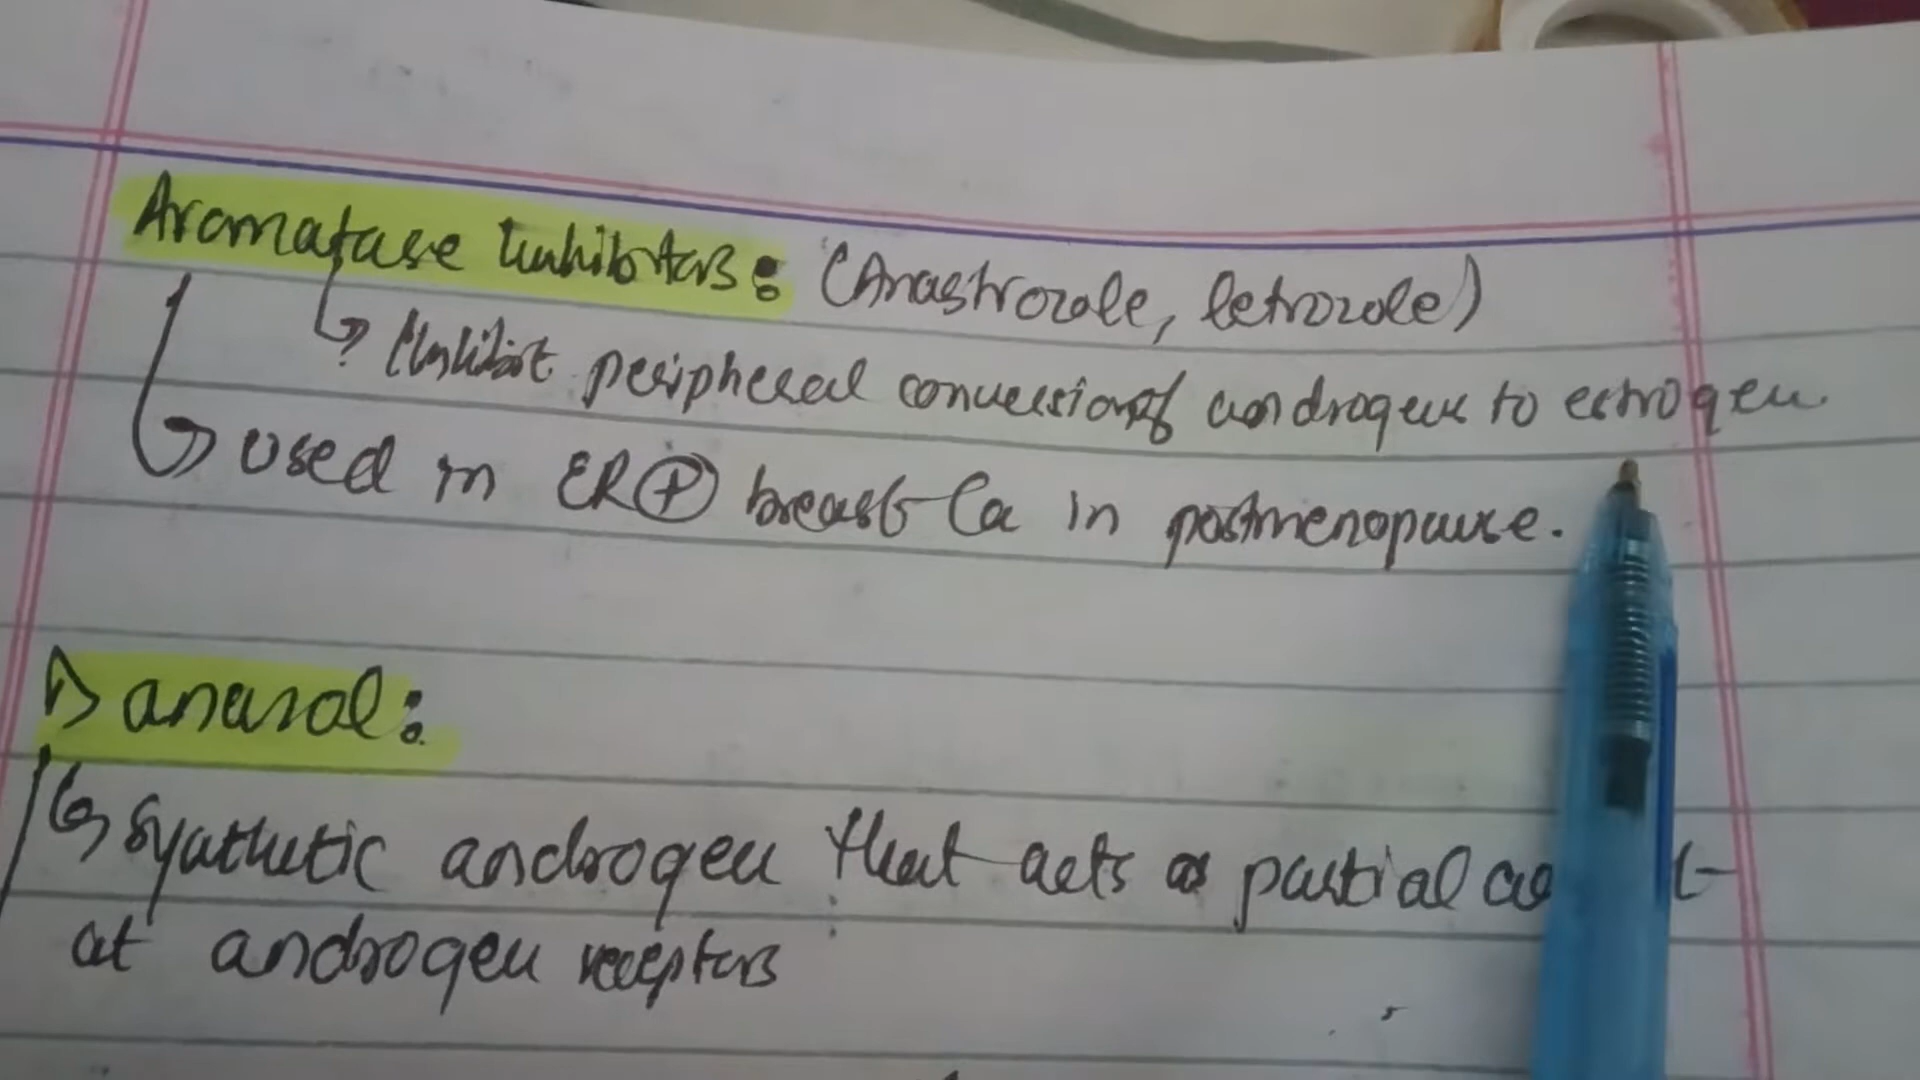 Aromatase Inhibitors: (Anastrozole, letrozole)
Inhibit peripheral conversion of androgens to estrogen
used in ER⊕ breast Ca in postmenopause.
Danazol:
Synthetic androgen that acts as partial
at androgen receptors